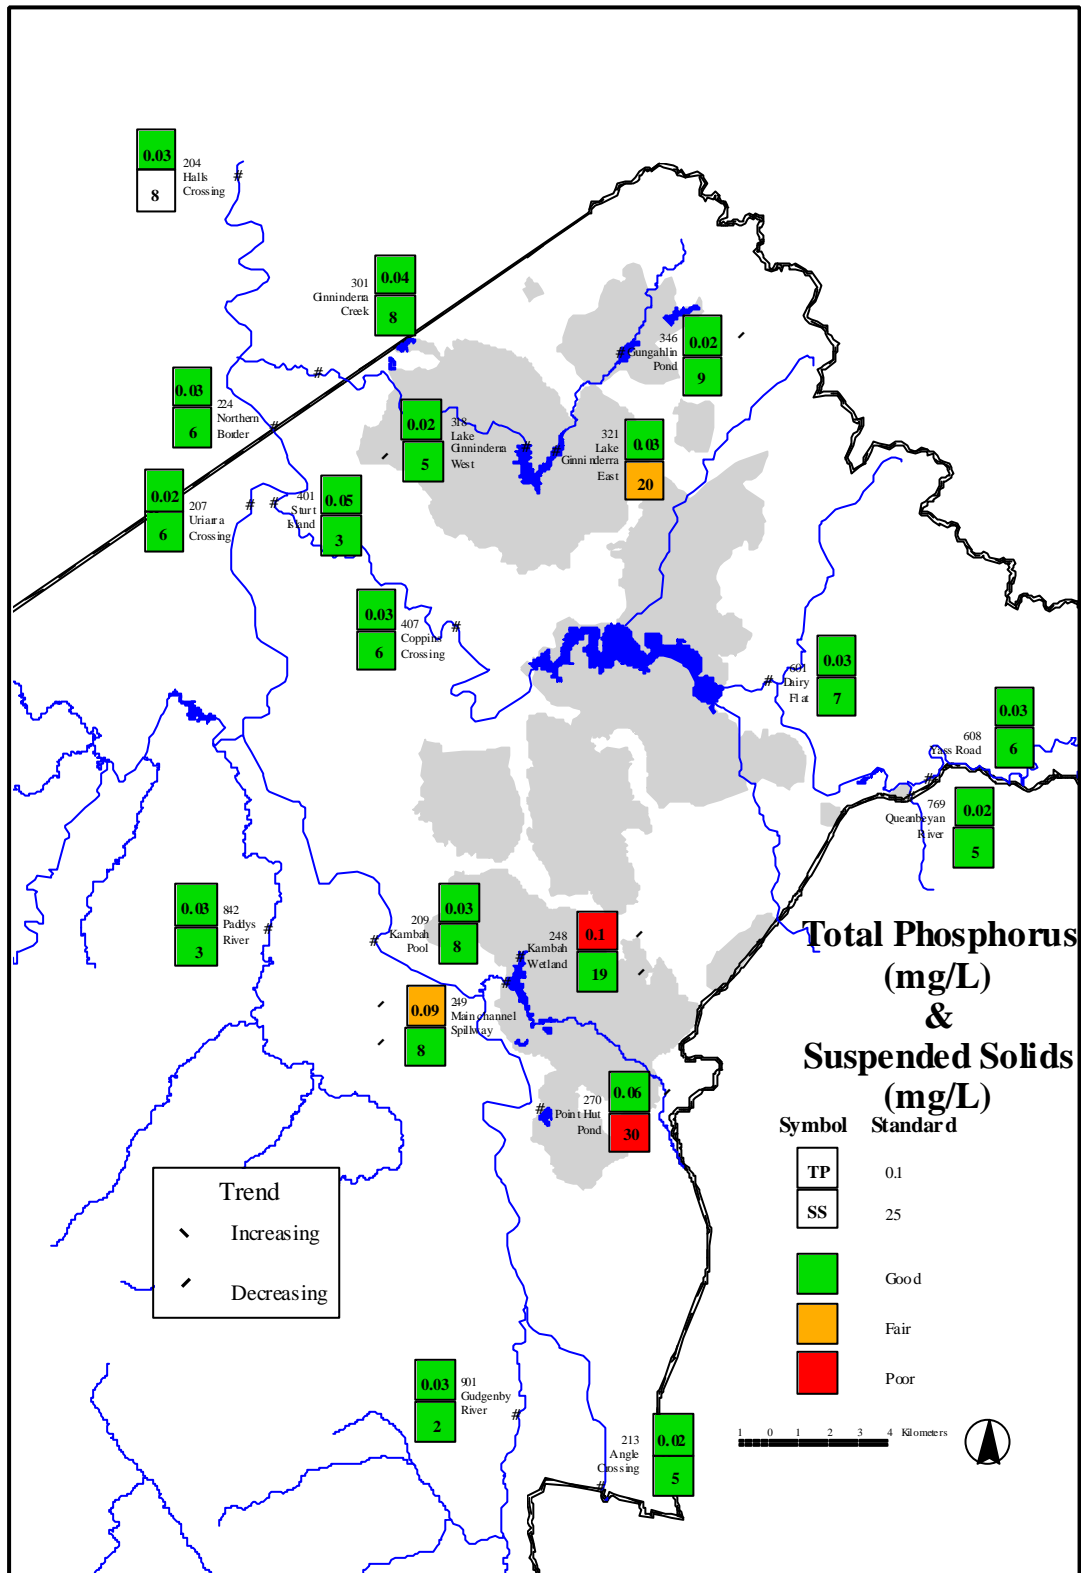 0.03
8
204
Halls
Crossing
301
Ginninderra
Creek
0.04
8
346
Gungahlin
Pond
0.02
9
0.03
6
224
Northern
Border
0.02
5
318
Lake
Ginninderra
West
321
Lake
Ginninderra
East
0.03
20
0.02
6
207
Uriarra
Crossing
401
Sturt
Island
0.05
3
0.03
6
407
Coppins
Crossing
601
Dairy
Flat
0.03
7
608
Yass Road
0.03
6
769
Queanbeyan
River
0.02
5
0.03
3
842
Paddys
River
209
Kambah
Pool
0.03
8
248
Kambah
Wetland
0.1
19
0.09
8
249
Main channel
Spillway
270
Point Hut
Pond
0.06
30
Total Phosphorus
(mg/L)
&
Suspended Solids
(mg/L)
Symbol Standard
TP 0.1
SS 25
Good
Fair
Poor
Trend
Increasing
Decreasing
0.03
2
901
Gudgenby
River
213
Angle
Crossing
0.02
5
1 0 1 2 3 4 Kilometers